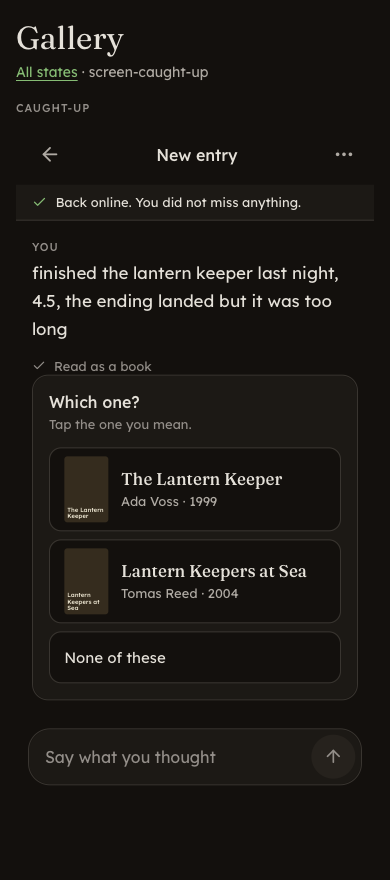 Gallery
All states · screen-caught-up
CAUGHT-UP
New entry
Back online. You did not miss anything.
YOU
finished the lantern keeper last night,
4.5, the ending landed but it was too
long
Read as a book
Which one?
Tap the one you mean.
The Lantern
Keeper
The Lantern Keeper
Ada Voss · 1999
Lantern
Keepers at
Sea
Lantern Keepers at Sea
Tomas Reed · 2004
None of these
Say what you thought